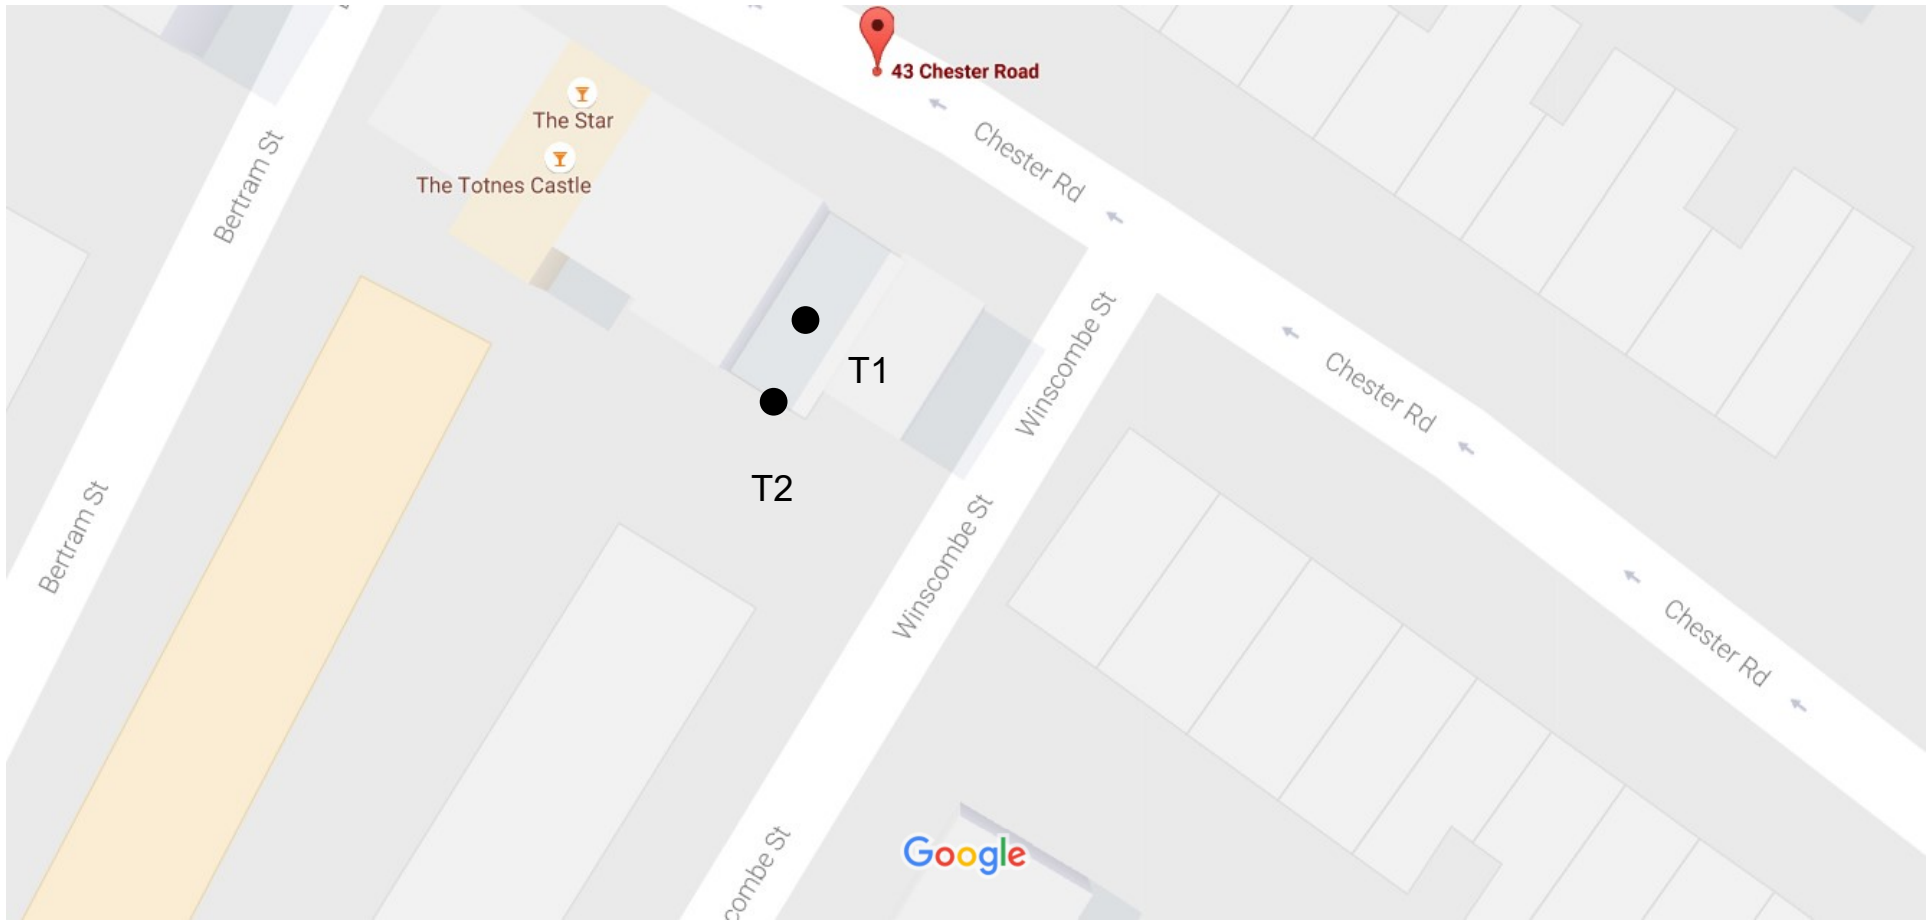 43 Chester Road
The Star
Chester Rd
The Totnes Castle
Bertram St
Winscombe St
T1
Chester Rd
T2
Bertram St
Winscombe St
Chester Rd
Google
combe St